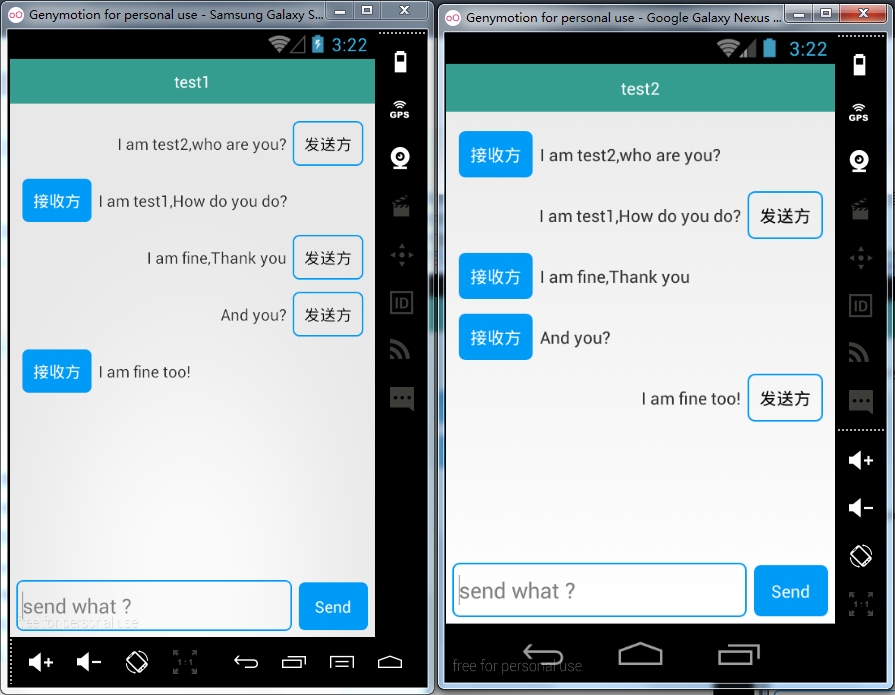 Genymotion for personal use - Samsung Galaxy S...
3:22
test1
GPS
I am test2,who are you? 发送方
接收方 I am test1,How do you do?
I am fine,Thank you 发送方
And you? 发送方
ID
接收方 I am fine too!
send what ?
Send
free for personal use
1:1
Genymotion for personal use - Google Galaxy Nexus ...
3:22
test2
GPS
接收方 I am test2,who are you?
I am test1,How do you do? 发送方
接收方 I am fine,Thank you
ID
接收方 And you?
I am fine too! 发送方
send what ?
Send
1:1
free for personal use